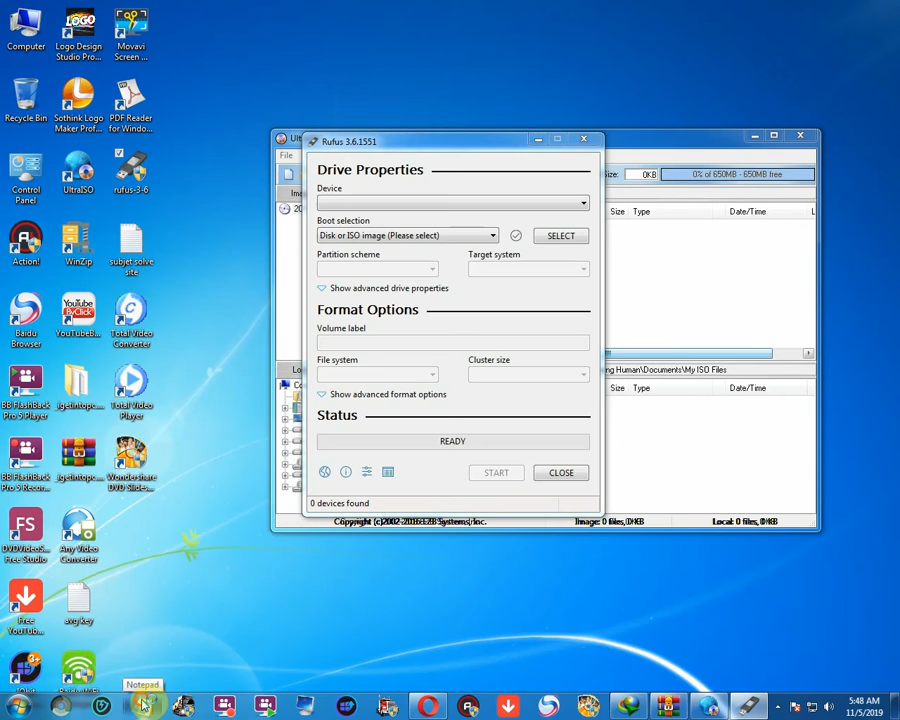 Computer
Logo Design
Studio Pro...
Movavi
Screen ...
Recycle Bin
Sothink Logo
Maker Prof...
PDF Reader
for Window...
Control
Panel
UltraISO
rufus-3-6
Action!
WinZip
subjet solve
site
Baidu
Browser
YouTubeB...
Total Video
Converter
BB FlashBack
Pro 5 Player
_igetintopc....
Total Video
Player
BB FlashBack
Pro 5 Recor...
_igetintopc....
Wondershare
DVD Slides...
DVDVideoS...
Free Studio
Any Video
Converter
Free
YouTub...
avg key
Rufus 3.6.1551
File
Drive Properties
Device
Boot selection
Disk or ISO image (Please select)
SELECT
Partition scheme
Target system
Show advanced drive properties
Format Options
Volume label
File system
Cluster size
Show advanced format options
Status
READY
START
CLOSE
0 devices found
Size:
0KB
0% of 650MB - 650MB free
Size
Type
Date/Time
L
ng Human\Documents\My ISO Files
Size
Type
Date/Time
Image: 0 files, 0KB
Local: 0 files, 0KB
Notepad
5:48 AM
11/5/2019